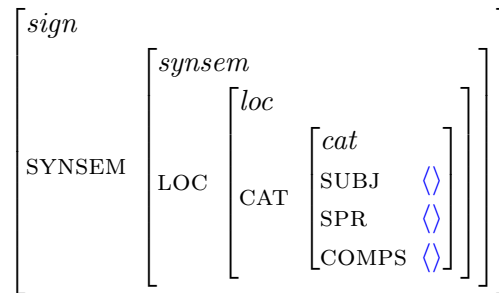 sign
synsem
loc
cat
SYNSEM LOC CAT SUBJ ⟨⟩
SPR ⟨⟩
COMPS ⟨⟩